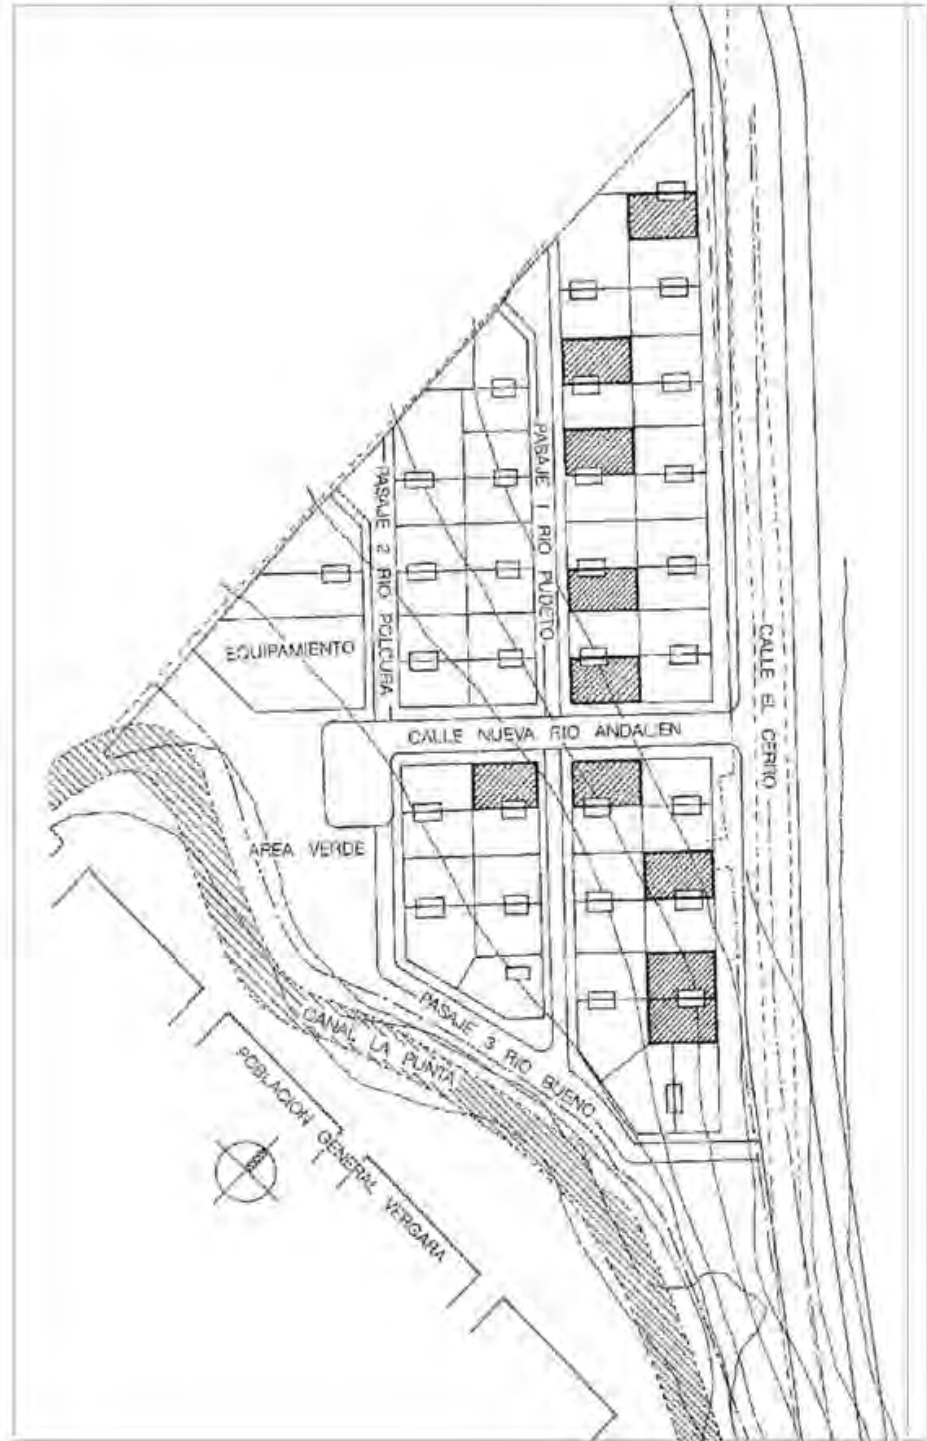 PASAJE 1 RIO PUDETO
PASAJE 2 RIO POLCURA
CALLE EL CERRO
EQUIPAMIENTO
CALLE NUEVA RIO ANDALIEN
AREA VERDE
PASAJE 3 RIO BUENO
CANAL LA PUNTA
POBLACION GENERAL VERGARA